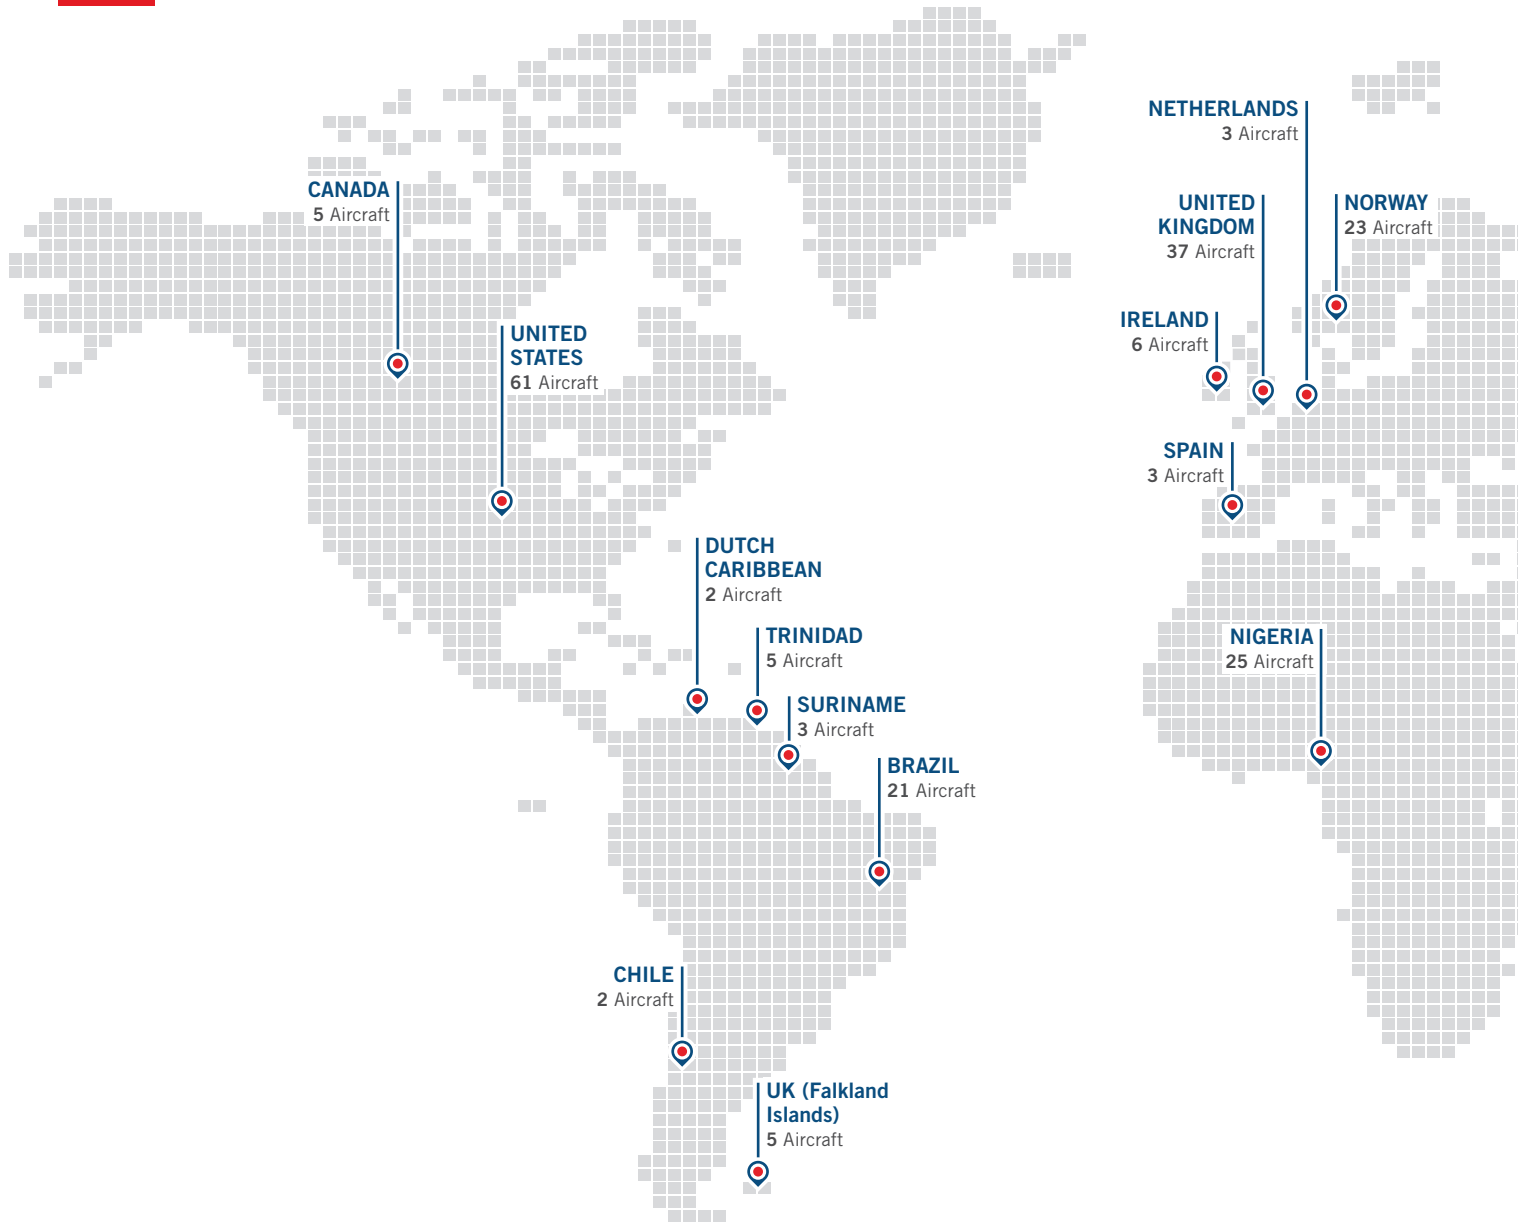 NETHERLANDS
3 Aircraft
CANADA
5 Aircraft
UNITED
KINGDOM
37 Aircraft
NORWAY
23 Aircraft
IRELAND
6 Aircraft
UNITED
STATES
61 Aircraft
SPAIN
3 Aircraft
DUTCH
CARIBBEAN
2 Aircraft
TRINIDAD
5 Aircraft
NIGERIA
25 Aircraft
SURINAME
3 Aircraft
BRAZIL
21 Aircraft
CHILE
2 Aircraft
UK (Falkland
Islands)
5 Aircraft